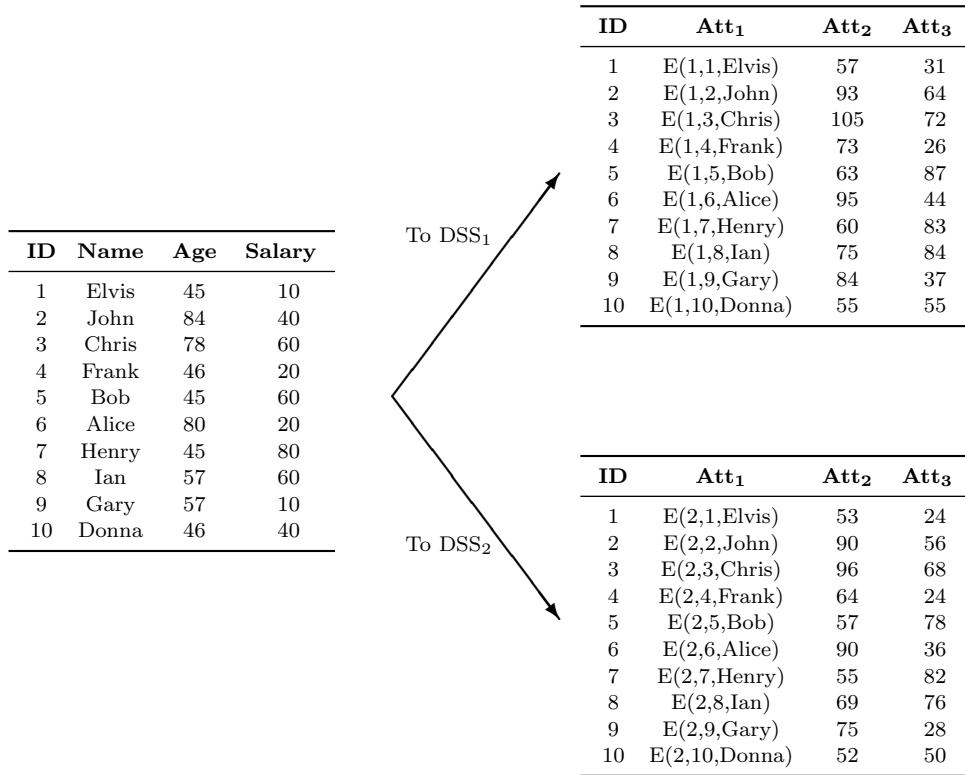 ID Name Age Salary
1 Elvis 45 10
2 John 84 40
3 Chris 78 60
4 Frank 46 20
5 Bob 45 60
6 Alice 80 20
7 Henry 45 80
8 Ian 57 60
9 Gary 57 10
10 Donna 46 40
To DSS₁
ID Att₁ Att₂ Att₃
1 E(1,1,Elvis) 57 31
2 E(1,2,John) 93 64
3 E(1,3,Chris) 105 72
4 E(1,4,Frank) 73 26
5 E(1,5,Bob) 63 87
6 E(1,6,Alice) 95 44
7 E(1,7,Henry) 60 83
8 E(1,8,Ian) 75 84
9 E(1,9,Gary) 84 37
10 E(1,10,Donna) 55 55
To DSS₂
ID Att₁ Att₂ Att₃
1 E(2,1,Elvis) 53 24
2 E(2,2,John) 90 56
3 E(2,3,Chris) 96 68
4 E(2,4,Frank) 64 24
5 E(2,5,Bob) 57 78
6 E(2,6,Alice) 90 36
7 E(2,7,Henry) 55 82
8 E(2,8,Ian) 69 76
9 E(2,9,Gary) 75 28
10 E(2,10,Donna) 52 50